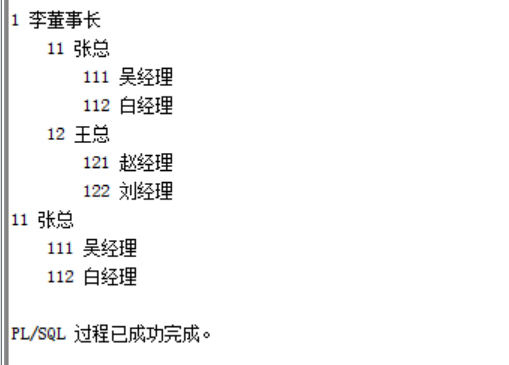 1 李董事长
11 张总
111 吴经理
112 白经理
12 王总
121 赵经理
122 刘经理
11 张总
111 吴经理
112 白经理
PL/SQL 过程已成功完成。